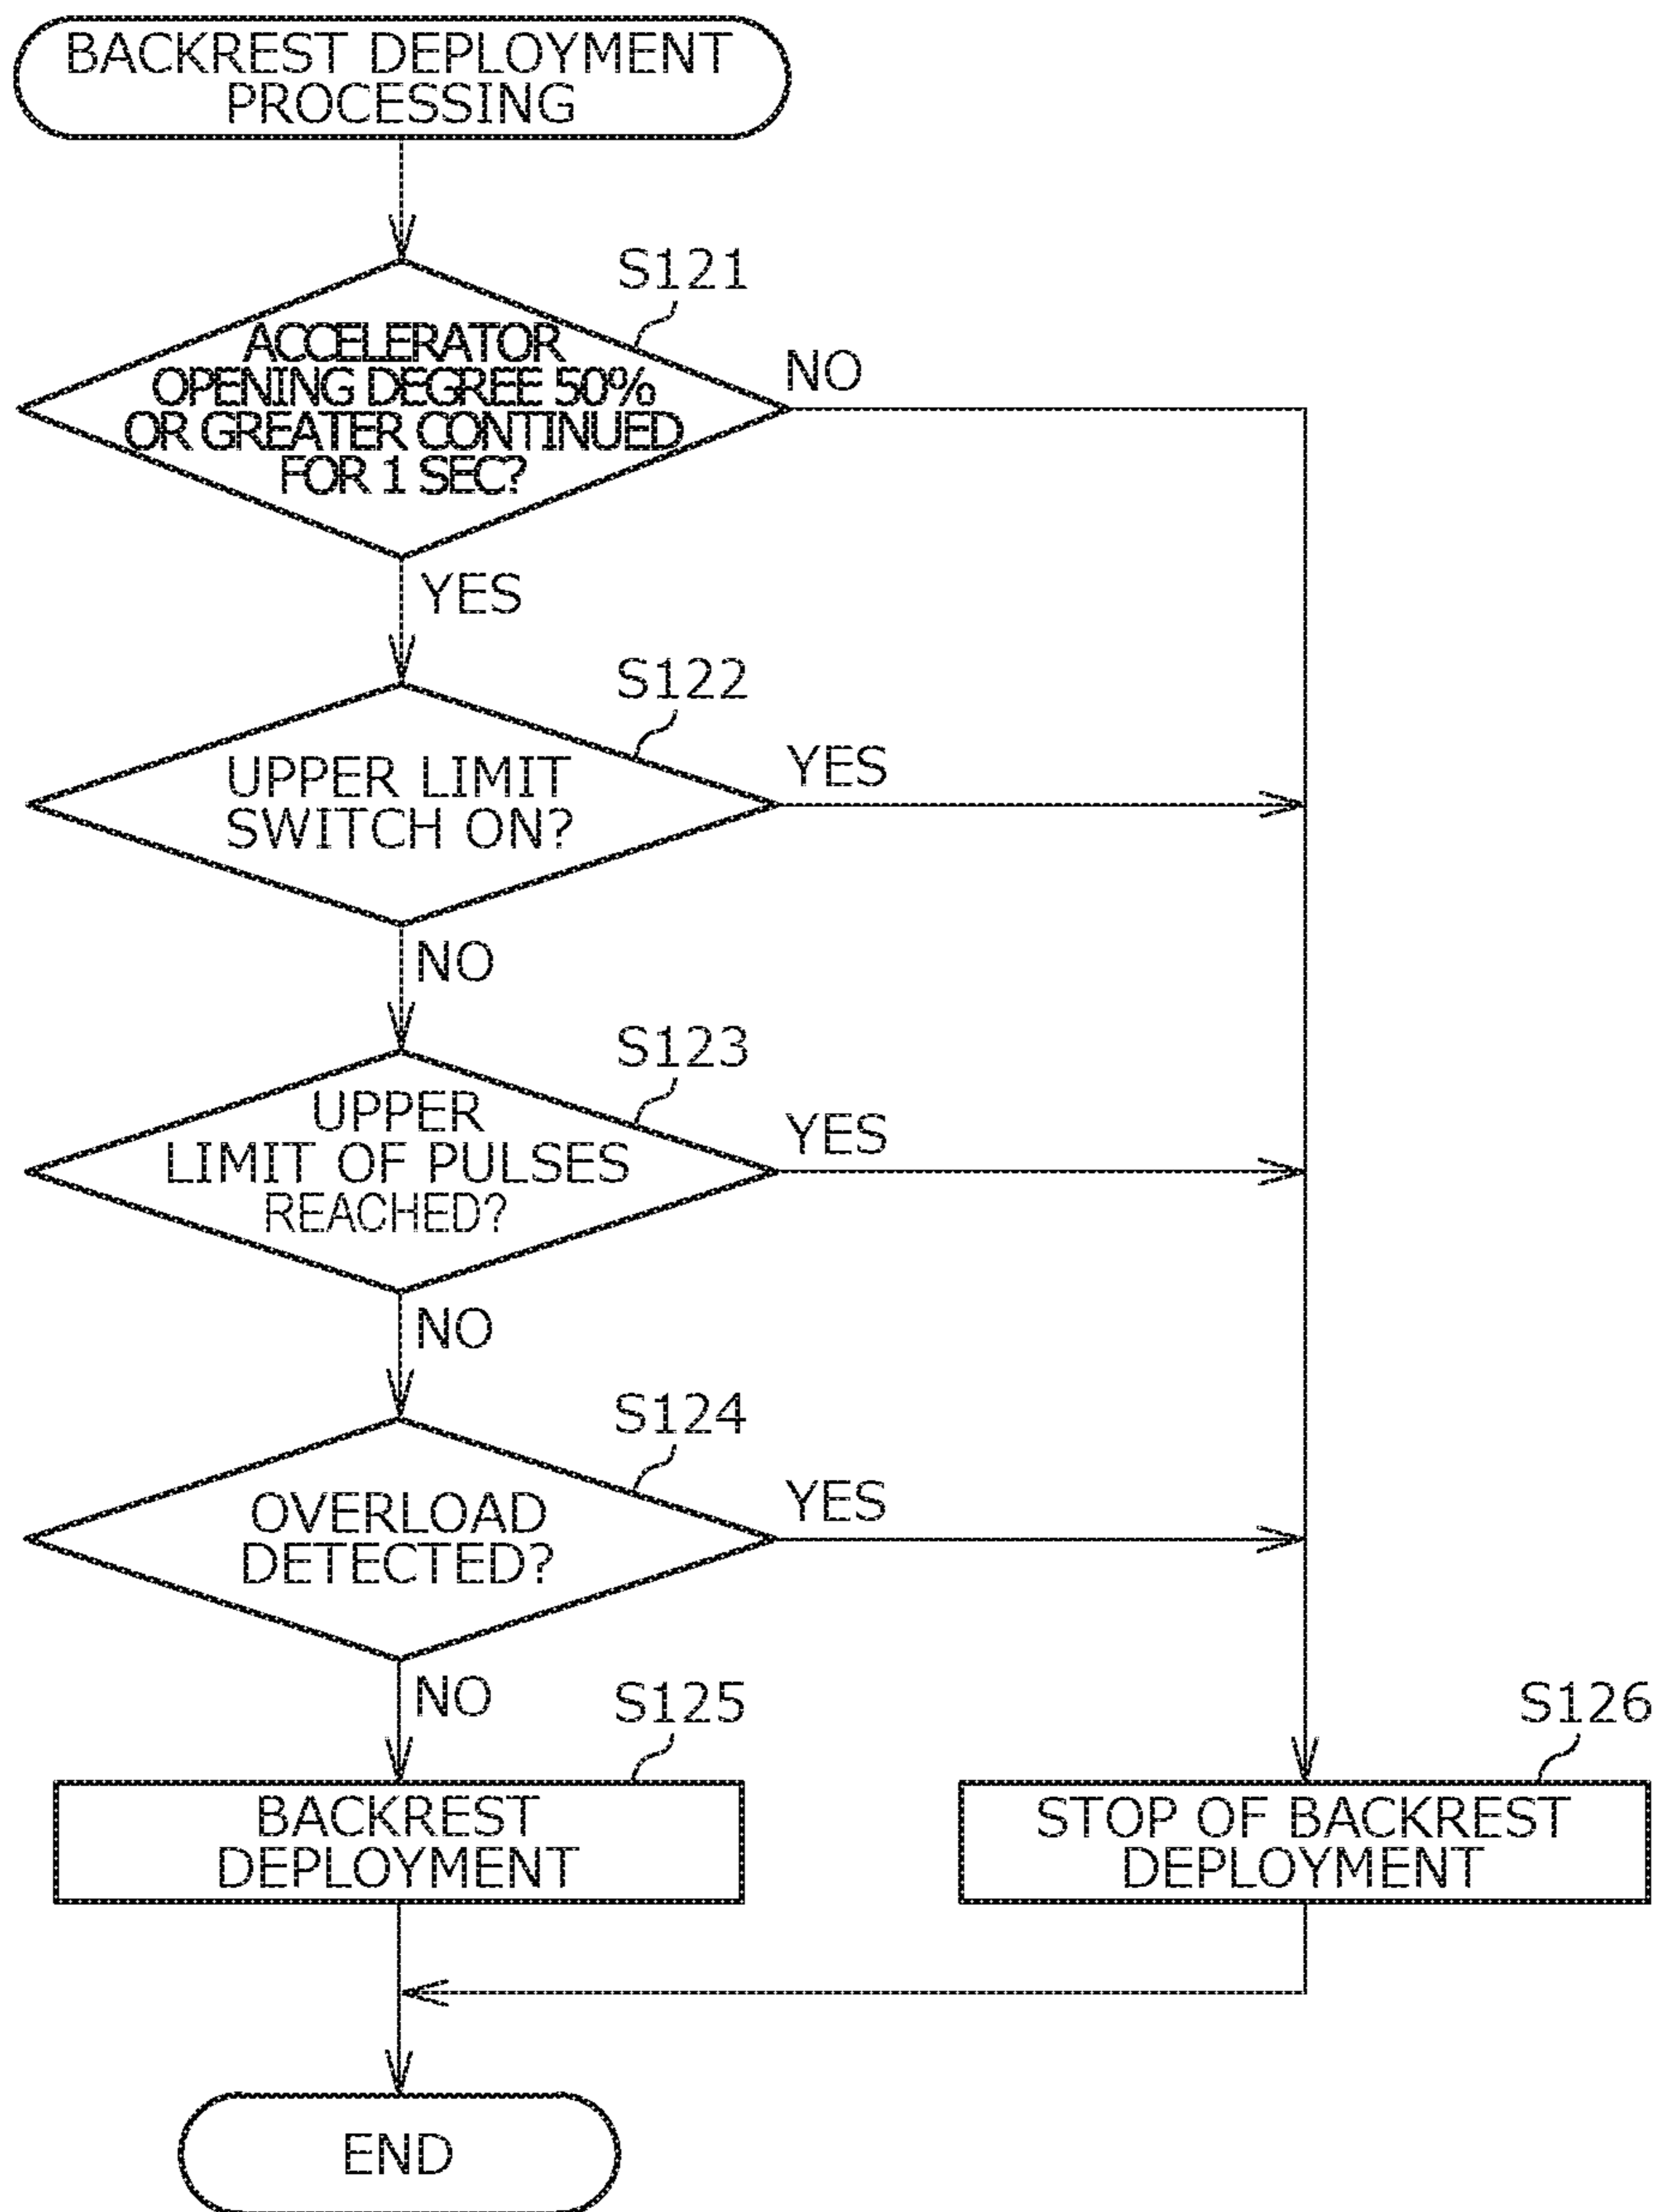 BACKREST DEPLOYMENT
PROCESSING
S121
ACCELERATOR
OPENING DEGREE 50%
OR GREATER CONTINUED
FOR 1 SEC?
NO
YES
S122
UPPER LIMIT
SWITCH ON?
YES
NO
S123
UPPER
LIMIT OF PULSES
REACHED?
YES
NO
S124
OVERLOAD
DETECTED?
YES
NO
S125
BACKREST
DEPLOYMENT
S126
STOP OF BACKREST
DEPLOYMENT
END